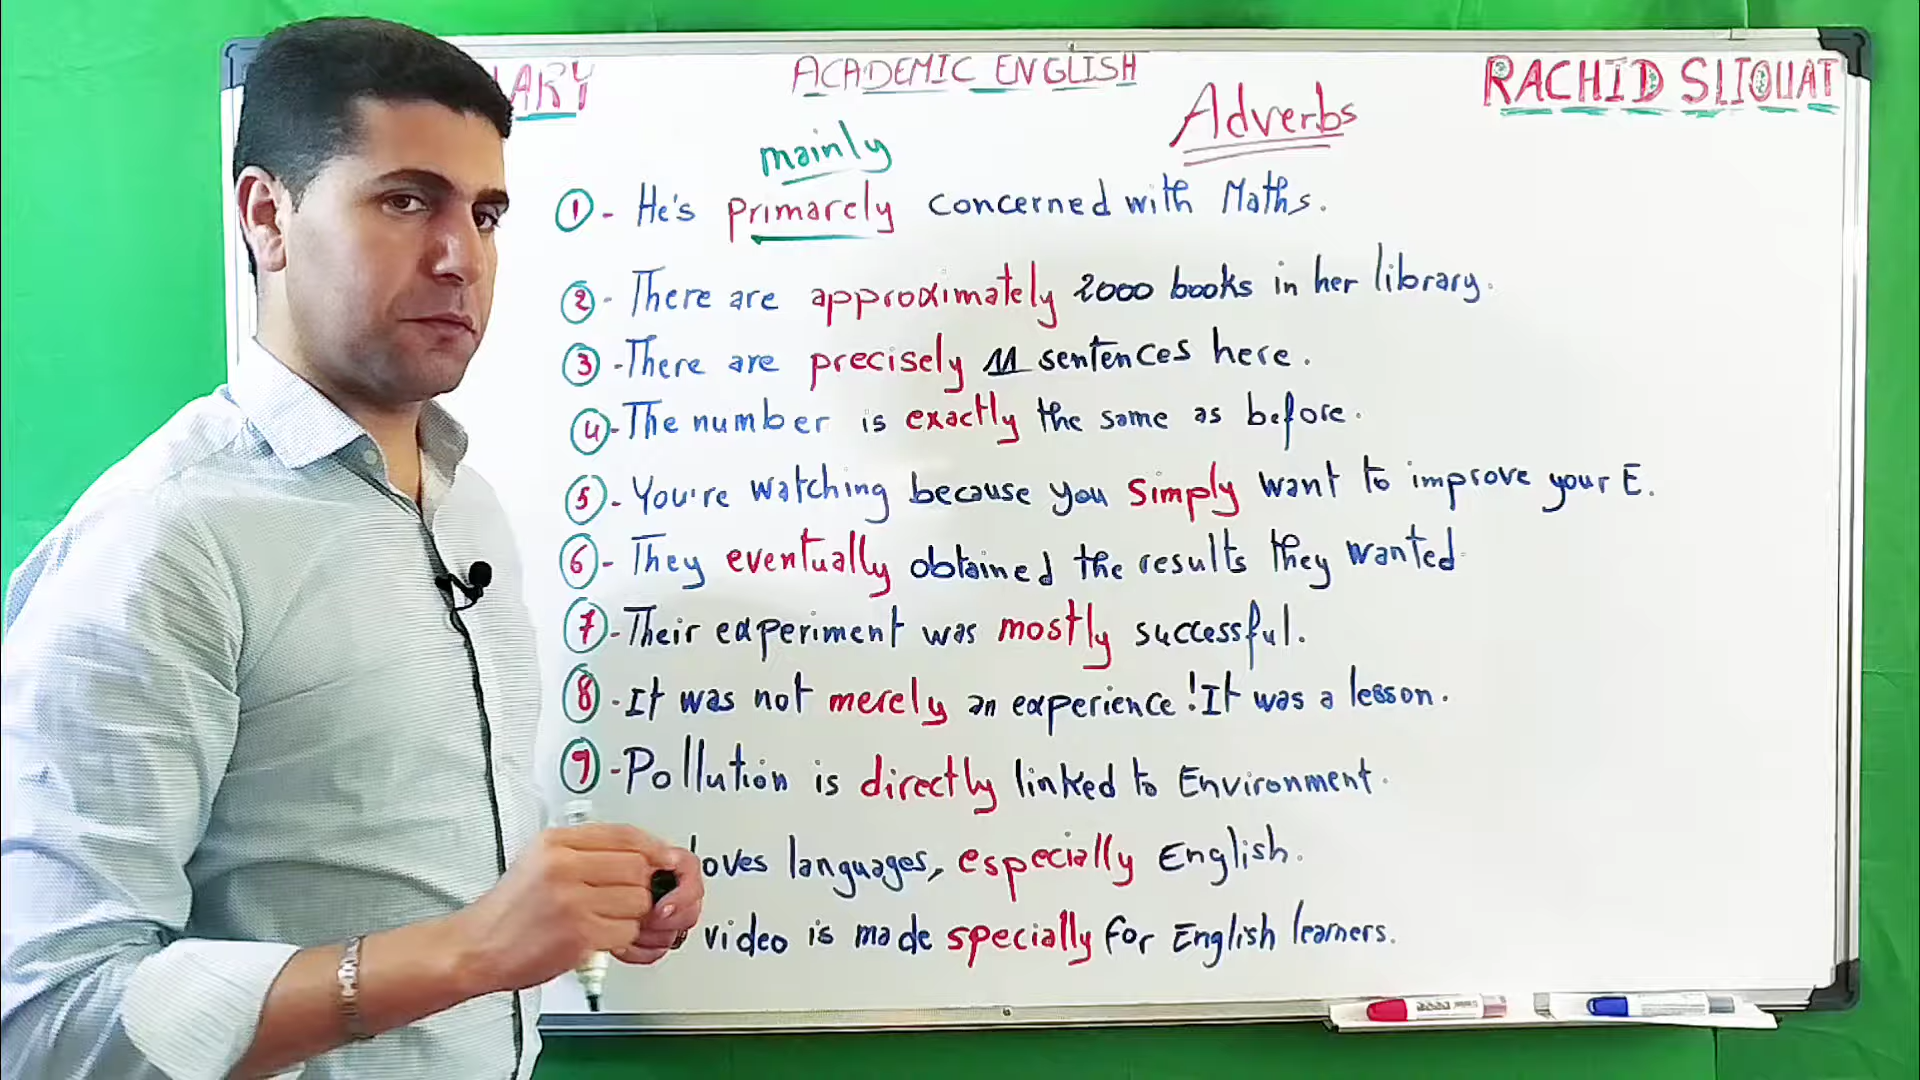 ARY ACADEMIC ENGLISH RACHID SLIOUAT
Adverbs
mainly
1- He's primarely concerned with Maths.
2- There are approximately 2000 books in her library.
3- There are precisely 11 sentences here.
4- The number is exactly the same as before.
5- You're watching because you simply want to improve your E.
6- They eventually obtained the results they wanted
7- Their experiment was mostly successful.
8- It was not merely an experience! It was a lesson.
9- Pollution is directly linked to Environment.
loves languages, especially English.
video is made specially for English learners.